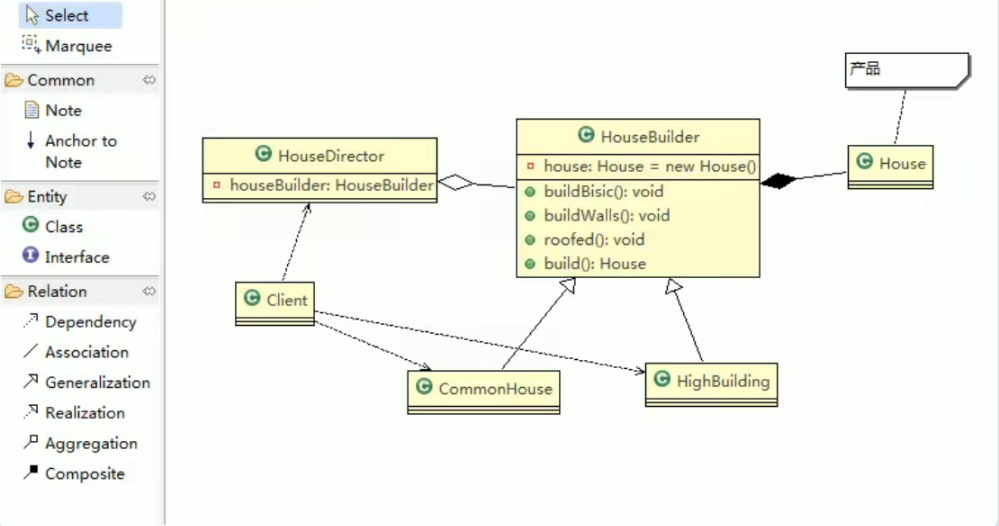 Select
Marquee
Common
Note
Anchor to
Note
Entity
Class
Interface
Relation
Dependency
Association
Generalization
Realization
Aggregation
Composite
产品
HouseDirector
houseBuilder: HouseBuilder
HouseBuilder
house: House = new House()
buildBisic(): void
buildWalls(): void
roofed(): void
build(): House
House
Client
CommonHouse
HighBuilding